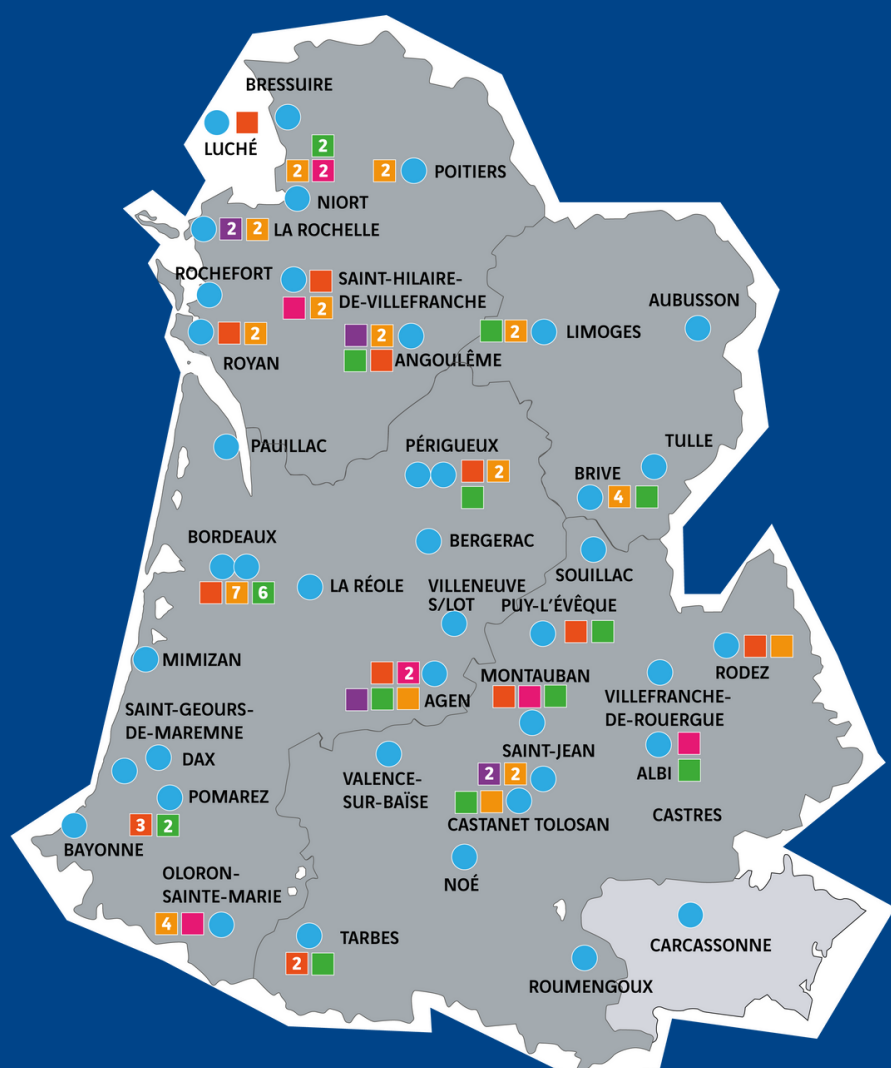 BRESSUIRE
LUCHÉ
2
2 2
2 POITIERS
NIORT
2 2 LA ROCHELLE
ROCHEFORT
SAINT-HILAIRE-
DE-VILLEFRANCHE
2
AUBUSSON
2 ROYAN
2 ANGOULÊME
2 LIMOGES
PAUILLAC
PÉRIGUEUX
2
TULLE
BRIVE
4
BORDEAUX
7 6
BERGERAC
SOUILLAC
LA RÉOLE
VILLENEUVE
S/LOT
PUY-L'ÉVÊQUE
MIMIZAN
2
AGEN
MONTAUBAN
RODEZ
VILLEFRANCHE-
DE-ROUERGUE
SAINT-GEOURS-
DE-MAREMNE
DAX
VALENCE-
SUR-BAÏSE
SAINT-JEAN
2 2
ALBI
POMAREZ
CASTANET TOLOSAN
CASTRES
3 2
BAYONNE
NOÉ
OLORON-
SAINTE-MARIE
4
TARBES
2
CARCASSONNE
ROUMENGOUX